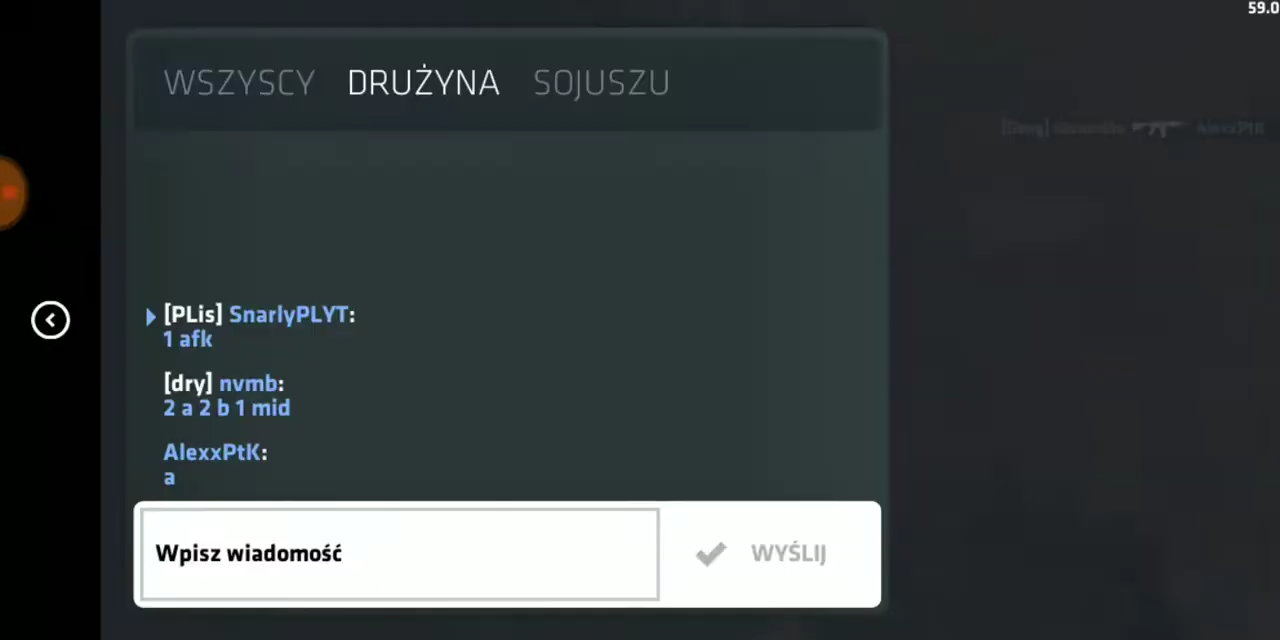 59.0
WSZYSCY DRUŻYNA SOJUSZU
AlexxPtK
[PLis] SnarlyPLYT:
1 afk
[dry] nvmb:
2 a 2 b 1 mid
AlexxPtK:
a
Wpisz wiadomość
WYŚLIJ